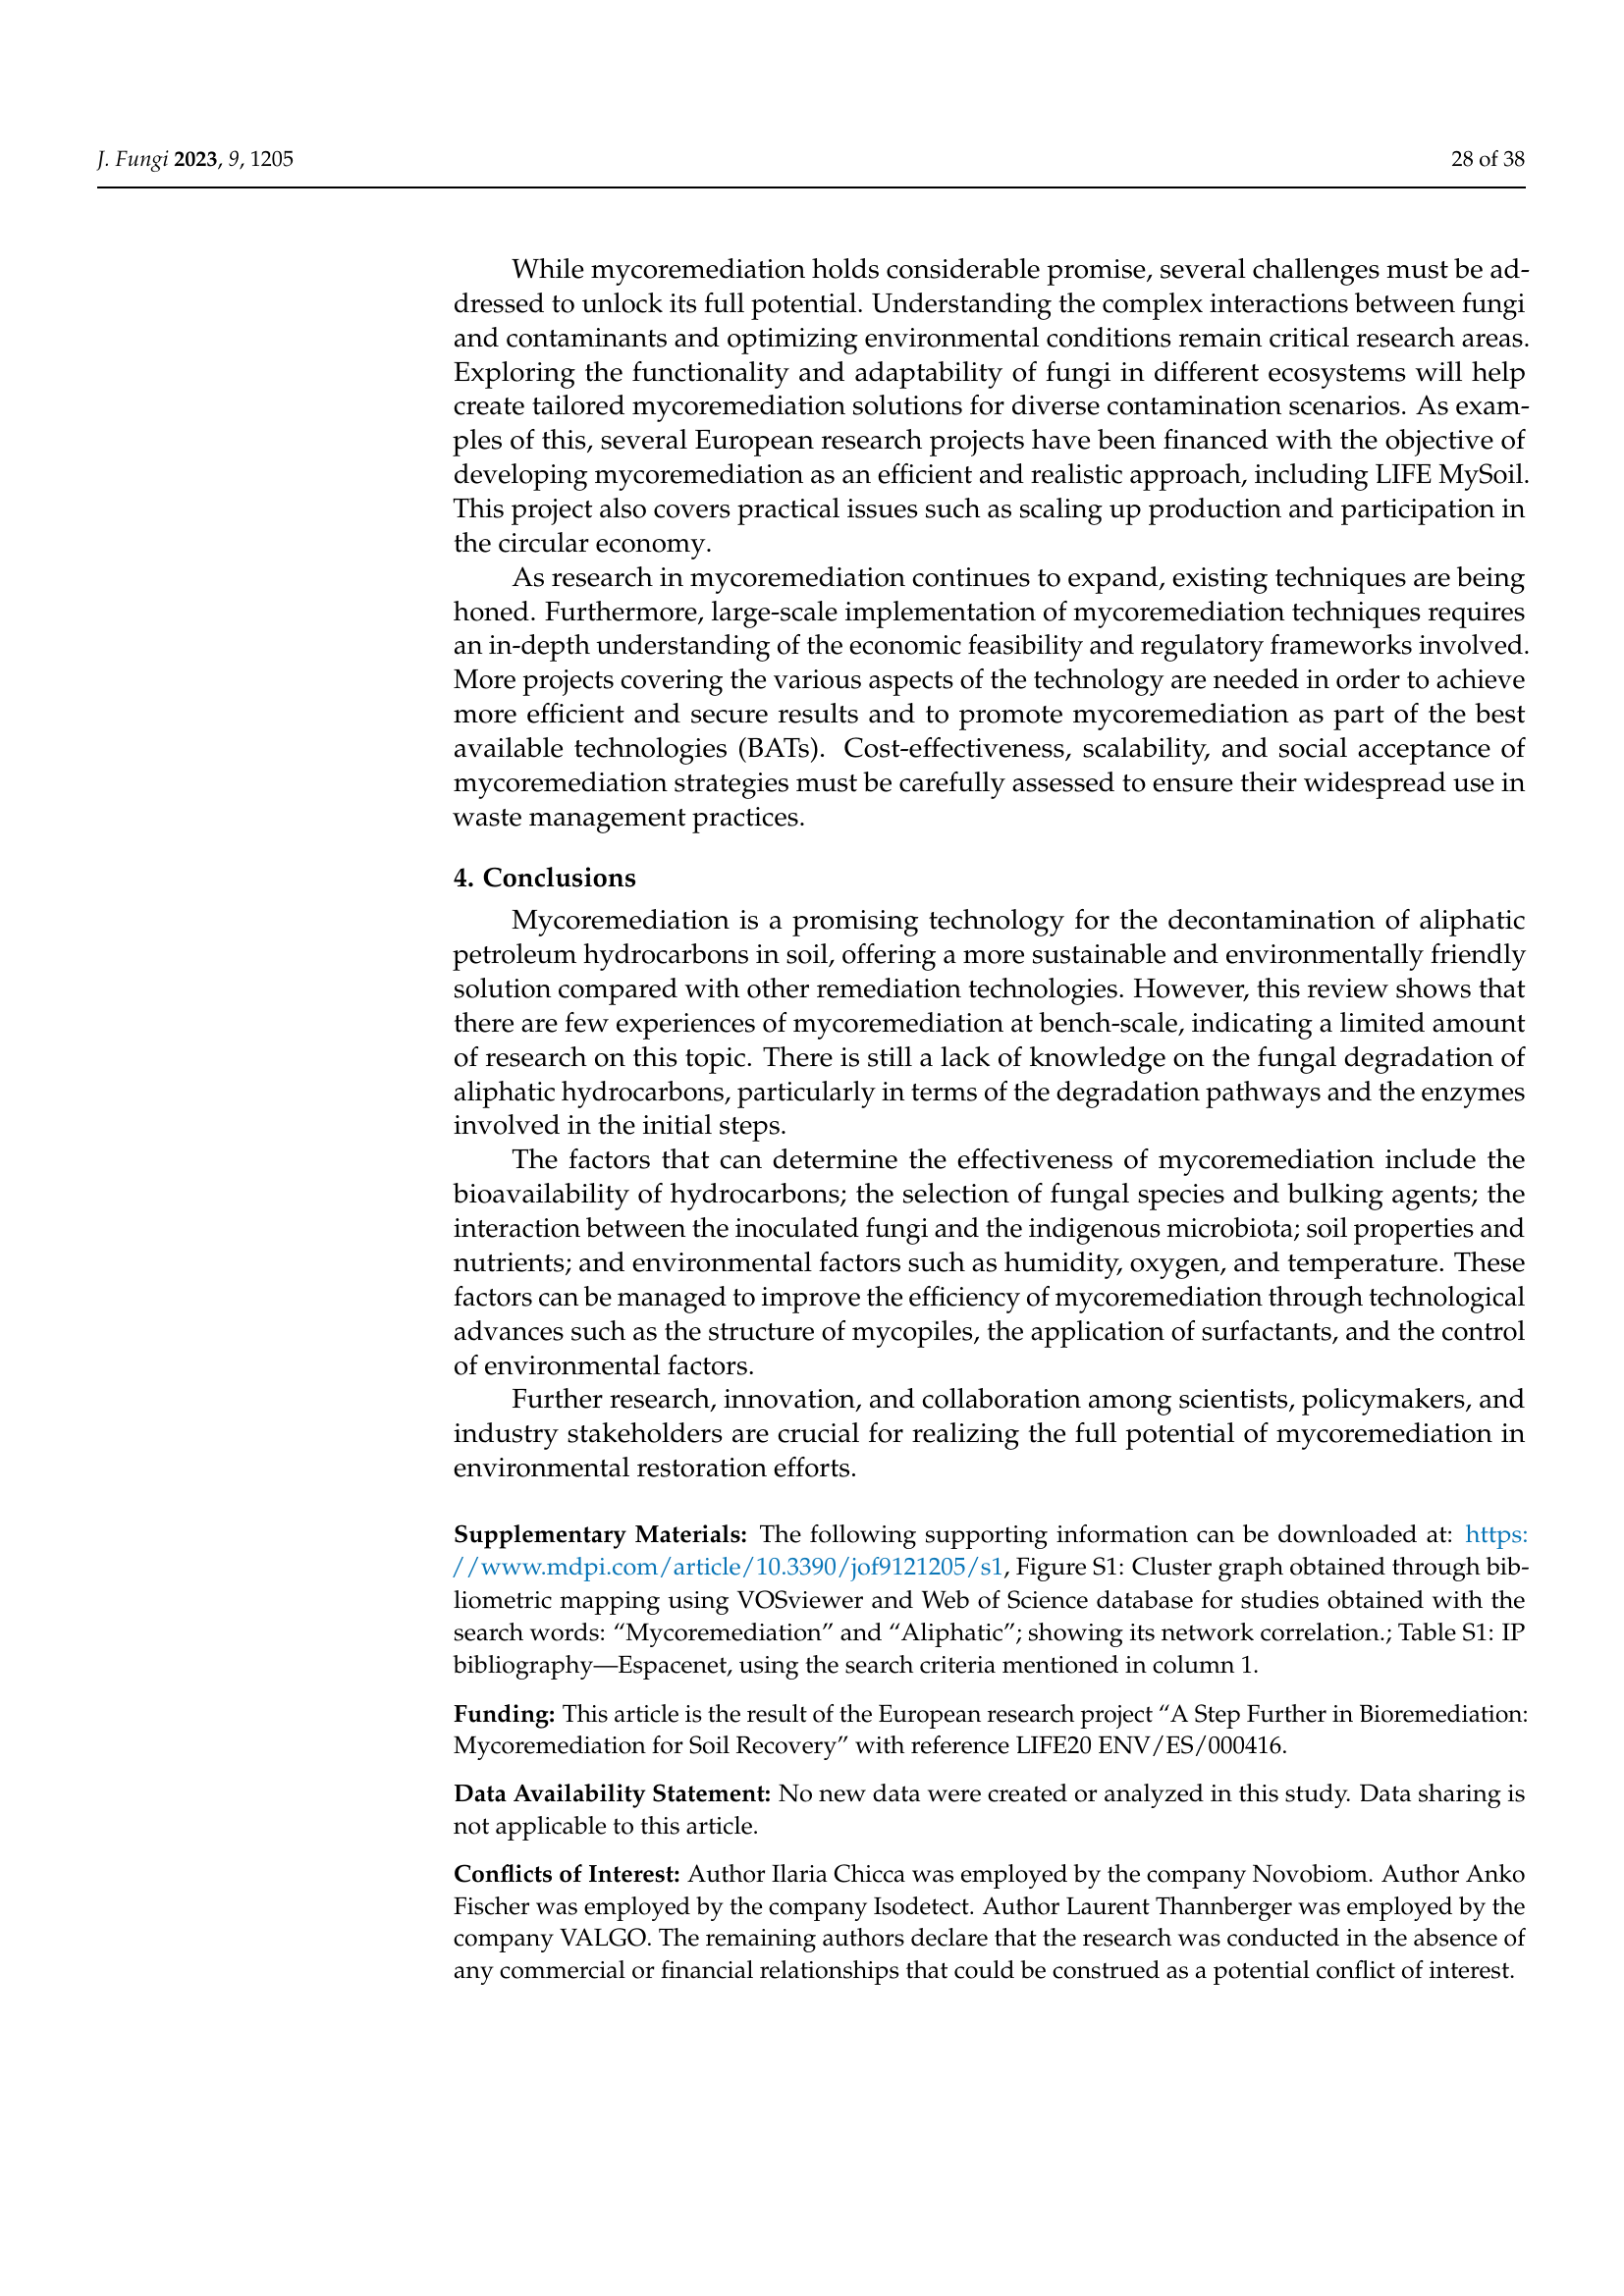 J. Fungi 2023, 9, 1205
28 of 38
While mycoremediation holds considerable promise, several challenges must be ad-
dressed to unlock its full potential. Understanding the complex interactions between fungi
and contaminants and optimizing environmental conditions remain critical research areas.
Exploring the functionality and adaptability of fungi in different ecosystems will help
create tailored mycoremediation solutions for diverse contamination scenarios. As exam-
ples of this, several European research projects have been financed with the objective of
developing mycoremediation as an efficient and realistic approach, including LIFE MySoil.
This project also covers practical issues such as scaling up production and participation in
the circular economy.
As research in mycoremediation continues to expand, existing techniques are being
honed. Furthermore, large-scale implementation of mycoremediation techniques requires
an in-depth understanding of the economic feasibility and regulatory frameworks involved.
More projects covering the various aspects of the technology are needed in order to achieve
more efficient and secure results and to promote mycoremediation as part of the best
available technologies (BATs). Cost-effectiveness, scalability, and social acceptance of
mycoremediation strategies must be carefully assessed to ensure their widespread use in
waste management practices.
4. Conclusions
Mycoremediation is a promising technology for the decontamination of aliphatic
petroleum hydrocarbons in soil, offering a more sustainable and environmentally friendly
solution compared with other remediation technologies. However, this review shows that
there are few experiences of mycoremediation at bench-scale, indicating a limited amount
of research on this topic. There is still a lack of knowledge on the fungal degradation of
aliphatic hydrocarbons, particularly in terms of the degradation pathways and the enzymes
involved in the initial steps.
The factors that can determine the effectiveness of mycoremediation include the
bioavailability of hydrocarbons; the selection of fungal species and bulking agents; the
interaction between the inoculated fungi and the indigenous microbiota; soil properties and
nutrients; and environmental factors such as humidity, oxygen, and temperature. These
factors can be managed to improve the efficiency of mycoremediation through technological
advances such as the structure of mycopiles, the application of surfactants, and the control
of environmental factors.
Further research, innovation, and collaboration among scientists, policymakers, and
industry stakeholders are crucial for realizing the full potential of mycoremediation in
environmental restoration efforts.
Supplementary Materials: The following supporting information can be downloaded at: https:
//www.mdpi.com/article/10.3390/jof9121205/s1, Figure S1: Cluster graph obtained through bib-
liometric mapping using VOSviewer and Web of Science database for studies obtained with the
search words: “Mycoremediation” and “Aliphatic”; showing its network correlation.; Table S1: IP
bibliography—Espacenet, using the search criteria mentioned in column 1.
Funding: This article is the result of the European research project “A Step Further in Bioremediation:
Mycoremediation for Soil Recovery” with reference LIFE20 ENV/ES/000416.
Data Availability Statement: No new data were created or analyzed in this study. Data sharing is
not applicable to this article.
Conflicts of Interest: Author Ilaria Chicca was employed by the company Novobiom. Author Anko
Fischer was employed by the company Isodetect. Author Laurent Thannberger was employed by the
company VALGO. The remaining authors declare that the research was conducted in the absence of
any commercial or financial relationships that could be construed as a potential conflict of interest.